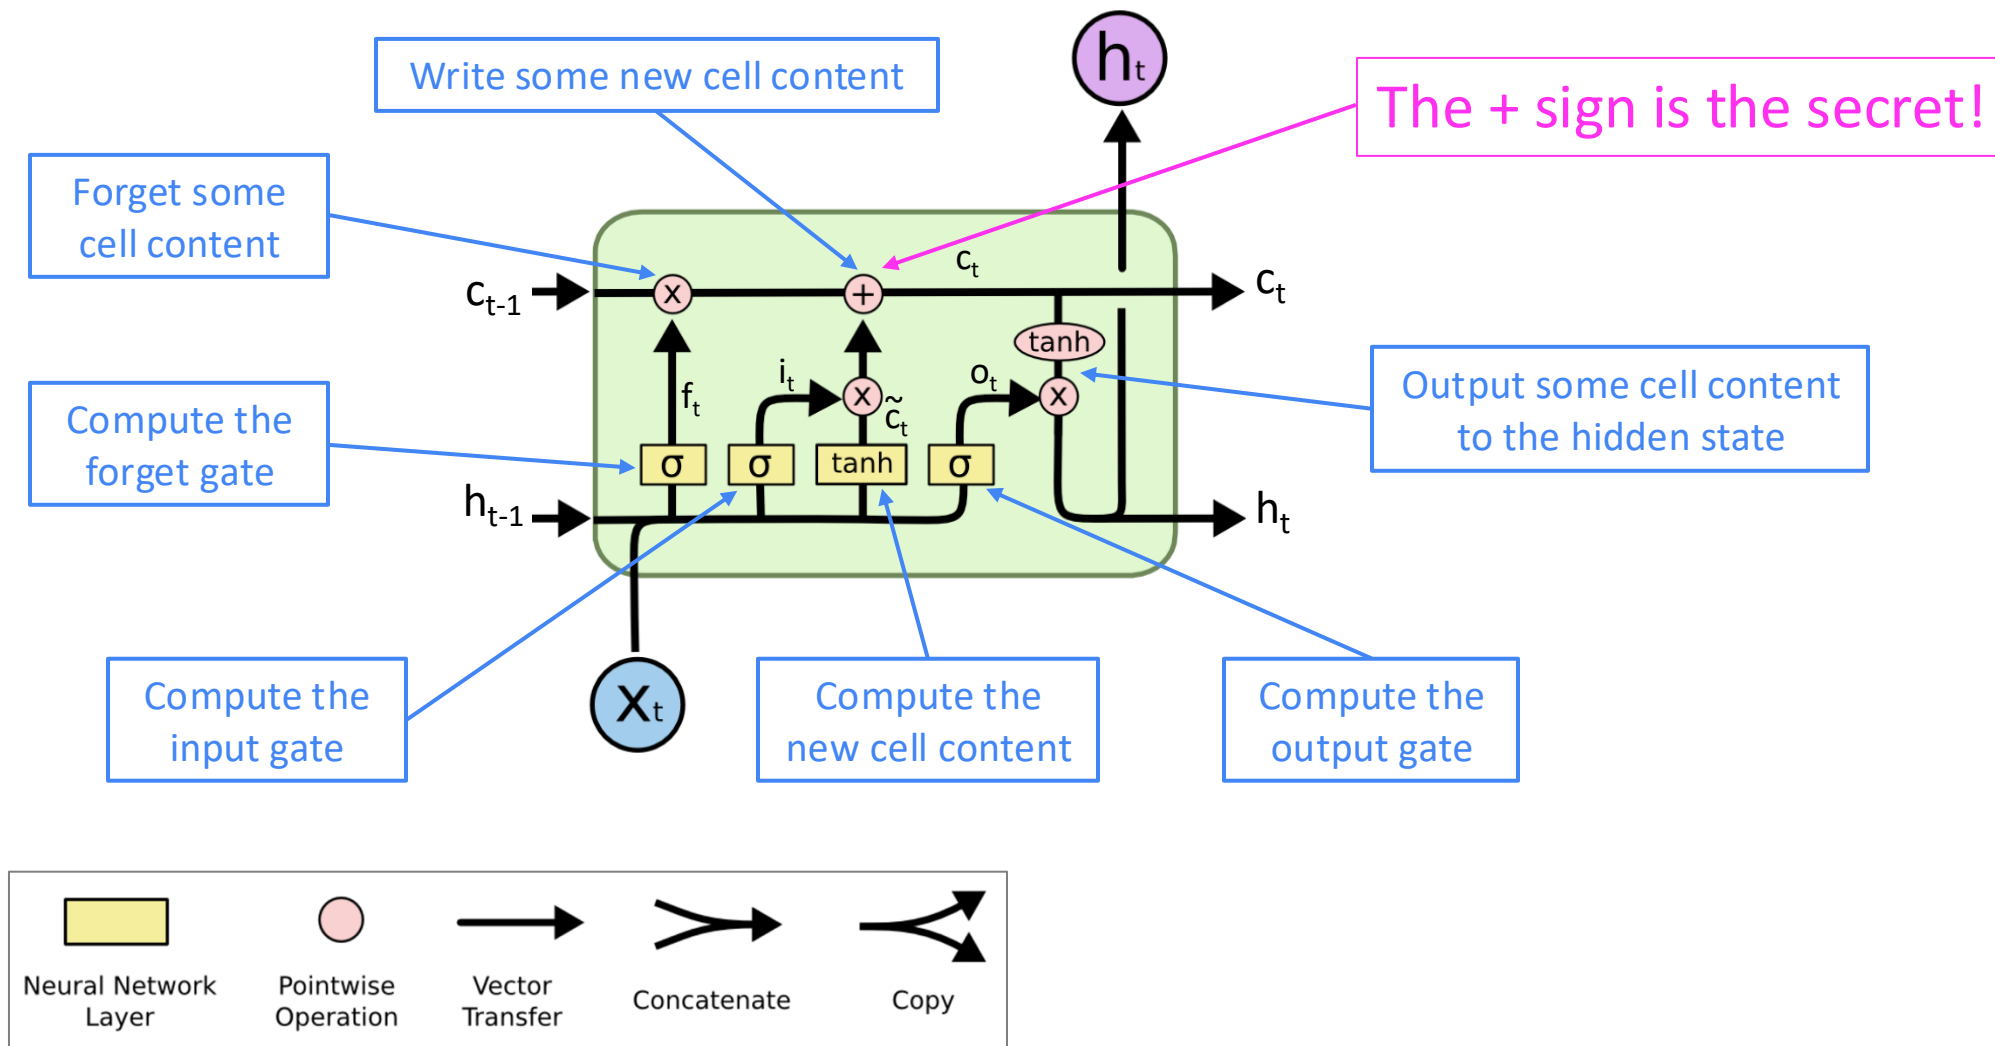 Write some new cell content
The + sign is the secret!
Forget some
cell content
Compute the
forget gate
Compute the
input gate
Compute the
new cell content
Compute the
output gate
Output some cell content
to the hidden state
hₜ
cₜ₋₁
x
+
cₜ
cₜ
tanh
fₜ
iₜ
x
c̃ₜ
oₜ
x
σ
σ
tanh
σ
hₜ₋₁
hₜ
Xₜ
Neural Network
Layer
Pointwise
Operation
Vector
Transfer
Concatenate
Copy